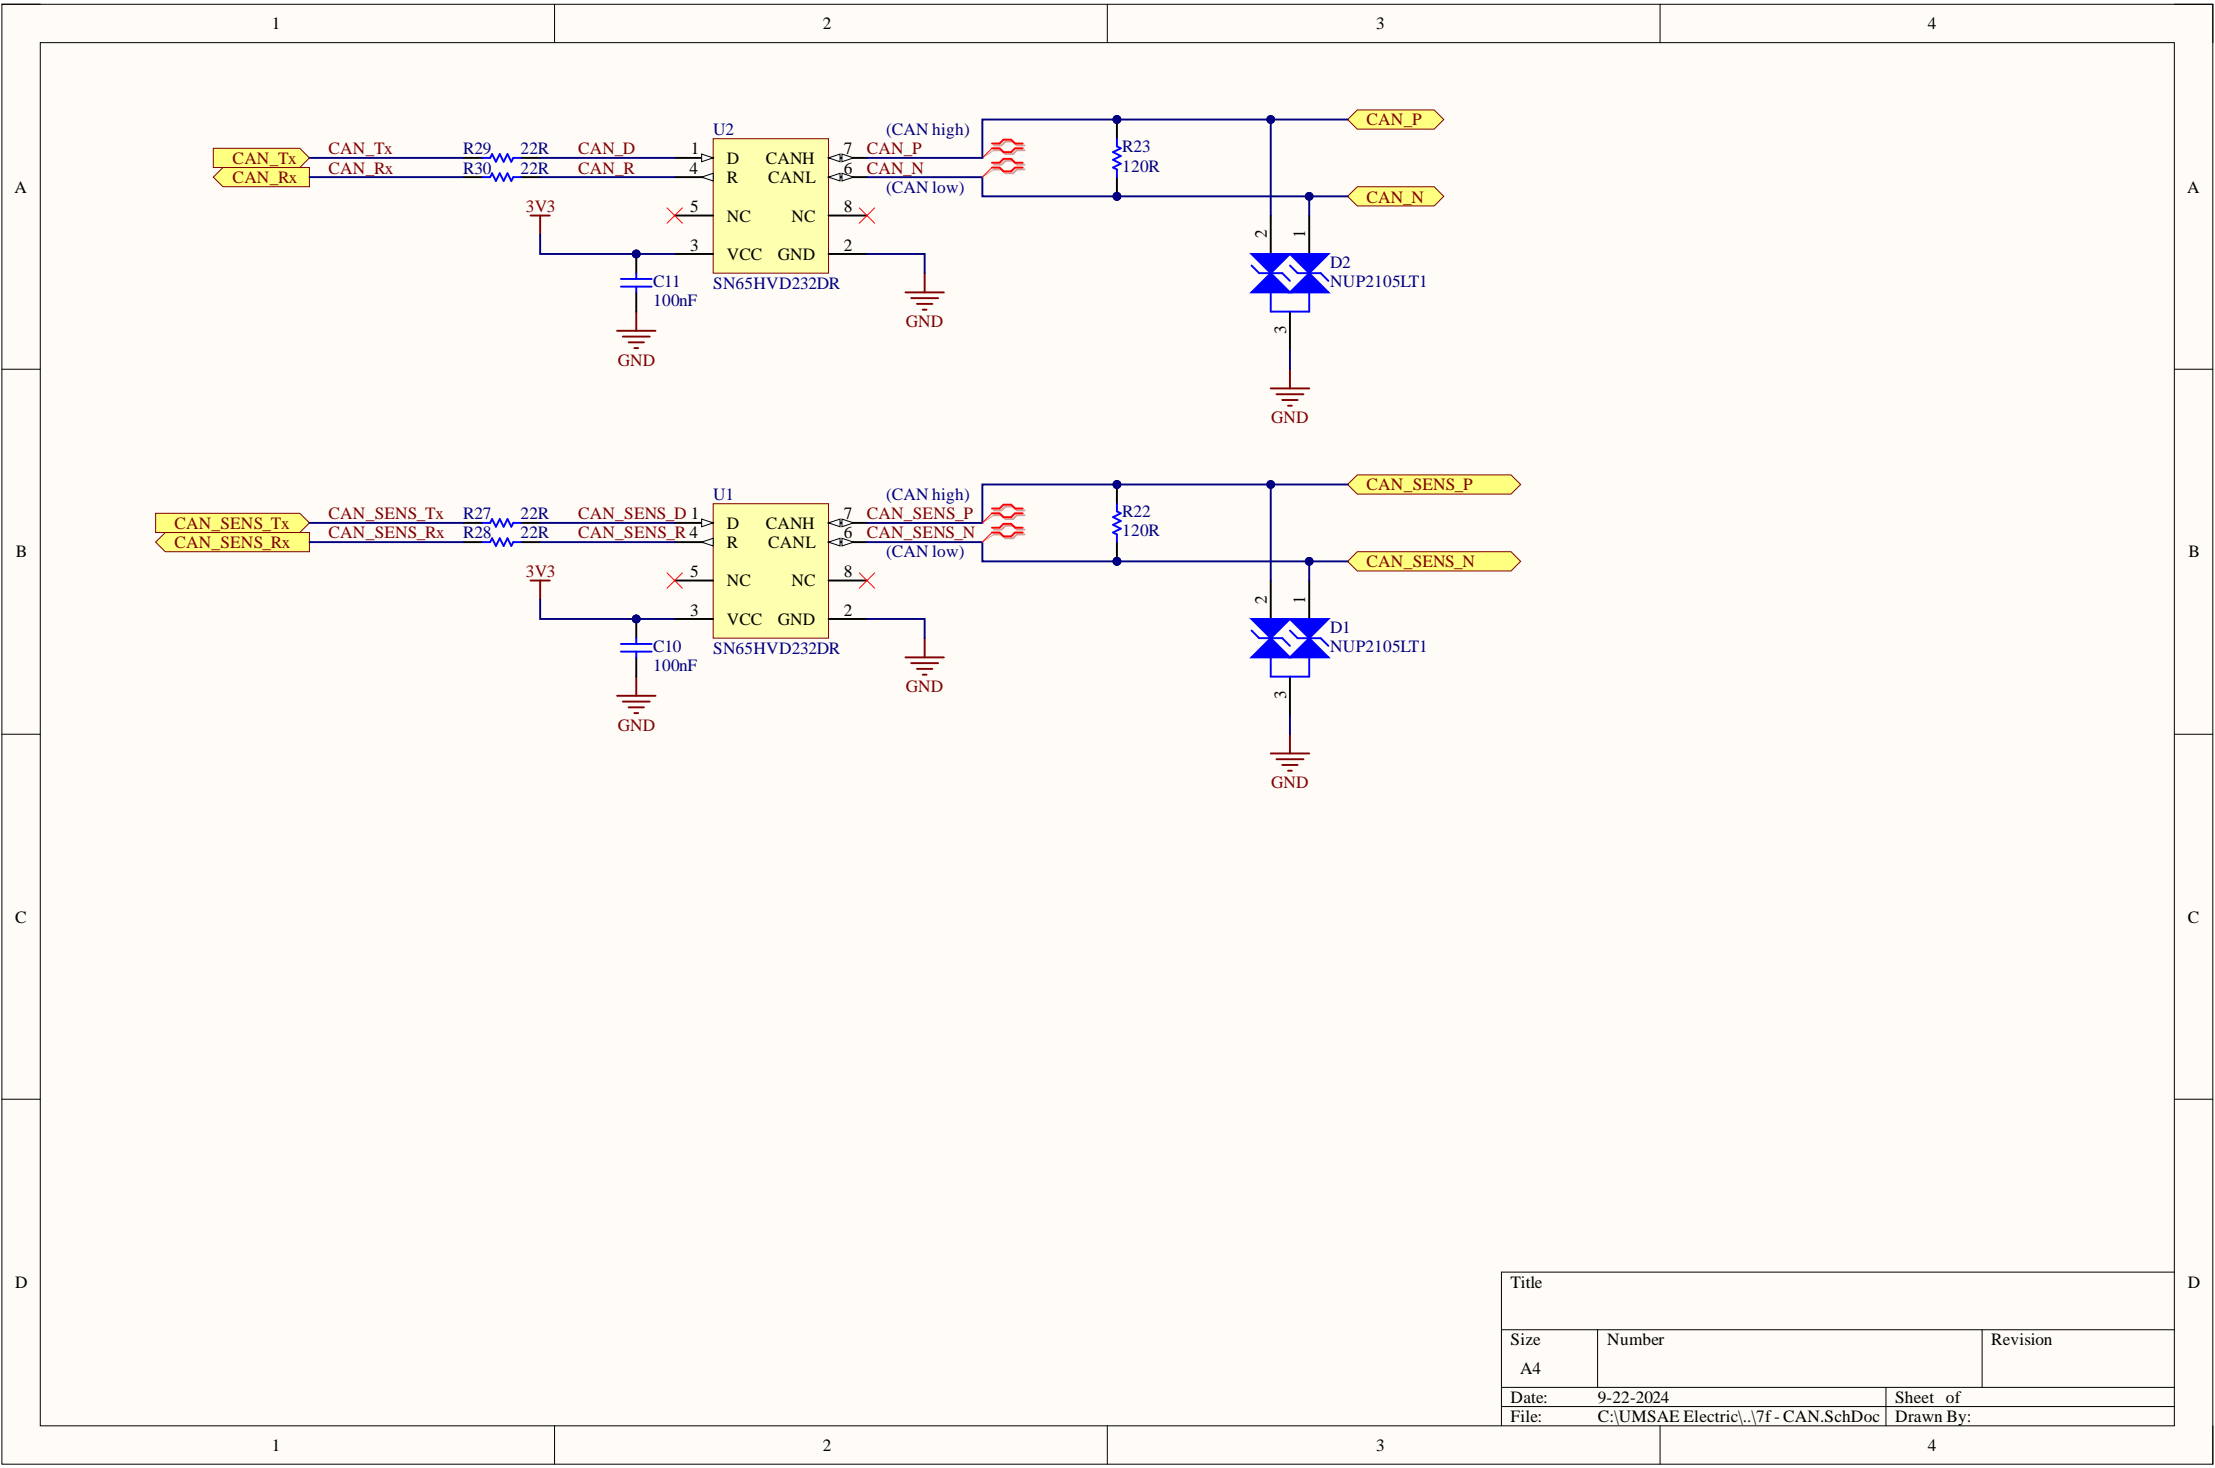 1 2 3 4
A A
B B
C C
D D
U2
(CAN high)
CAN_P
CAN_Tx CAN_Tx R29 22R CAN_D 1 D CANH 7 CAN_P
CAN_Rx CAN_Rx R30 22R CAN_R 4 R CANL 6 CAN_N
(CAN low)
R23
120R
CAN_N
3V3
5 NC NC 8
3 VCC GND 2
SN65HVD232DR
C11
100nF
GND
GND
2 1
D2
NUP2105LT1
3
GND
U1
(CAN high)
CAN_SENS_P
CAN_SENS_Tx CAN_SENS_Tx R27 22R CAN_SENS_D 1 D CANH 7 CAN_SENS_P
CAN_SENS_Rx CAN_SENS_Rx R28 22R CAN_SENS_R 4 R CANL 6 CAN_SENS_N
(CAN low)
R22
120R
CAN_SENS_N
3V3
5 NC NC 8
3 VCC GND 2
SN65HVD232DR
C10
100nF
GND
GND
2 1
D1
NUP2105LT1
3
GND
Title
Size Number Revision
A4
Date: 9-22-2024 Sheet of
File: C:\UMSAE Electric\..\7f - CAN.SchDoc Drawn By:
1 2 3 4